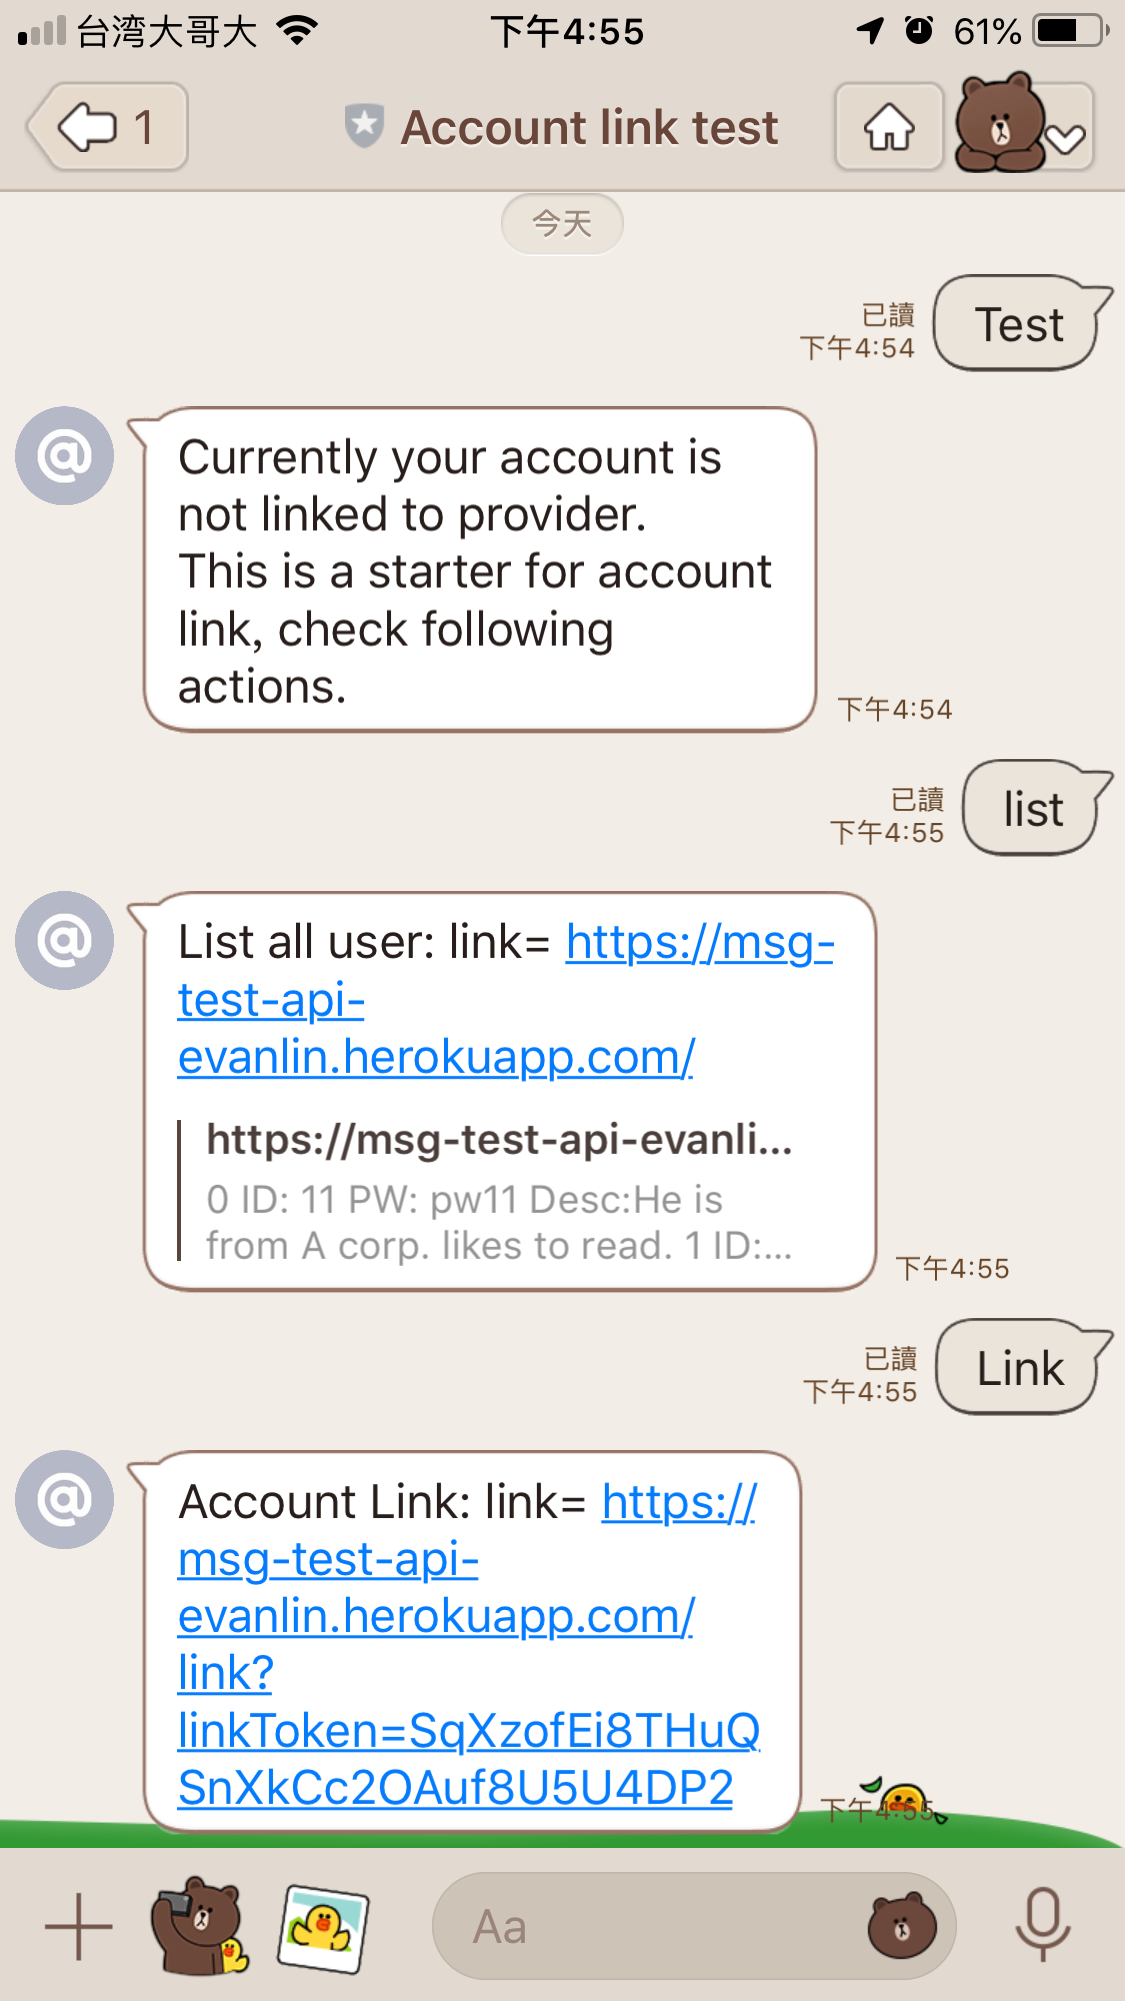 台湾大哥大 下午4:55 61%
1 Account link test
今天
已讀
下午4:54
Test
Currently your account is
not linked to provider.
This is a starter for account
link, check following
actions.
下午4:54
已讀
下午4:55
list
List all user: link= https://msg-
test-api-
evanlin.herokuapp.com/
https://msg-test-api-evanli...
0 ID: 11 PW: pw11 Desc:He is
from A corp. likes to read. 1 ID:...
下午4:55
已讀
下午4:55
Link
Account Link: link= https://
msg-test-api-
evanlin.herokuapp.com/
link?
linkToken=SqXzofEi8THuQ
SnXkCc2OAuf8U5U4DP2
下午4:55
Aa